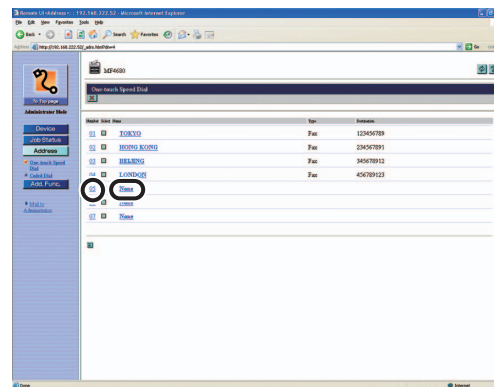 Remote UI <Address> : 192.168.222.52 - Microsoft Internet Explorer
File Edit View Favorites Tools Help
Back Search Favorites
Address http://192.168.222.52/_adrs.html?div=4 Go
MF4680
To Top page
One-touch Speed Dial
Administrator Mode
Number Select Name Type Destination
Device
01 TOKYO Fax 123456789
Job Status
02 HONG KONG Fax 234567891
Address
03 BEIJING Fax 345678912
One-touch Speed Dial
04 LONDON Fax 456789123
Coded Dial
Add. Func.
05 None
Mail to Administrator
None
07 None
Done Internet